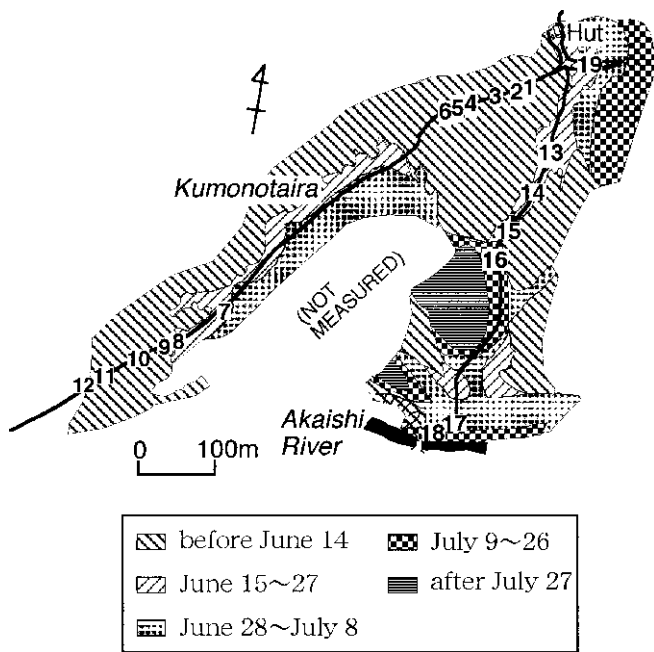 Hut
4
19
6 5 4 3 2 1
13
Kumonotaira
14
15
16
(NOT
MEASURED)
7
8
9
10
11
12
Akaishi
River
17
18
0 100m
before June 14
July 9~26
June 15~27
after July 27
June 28~July 8